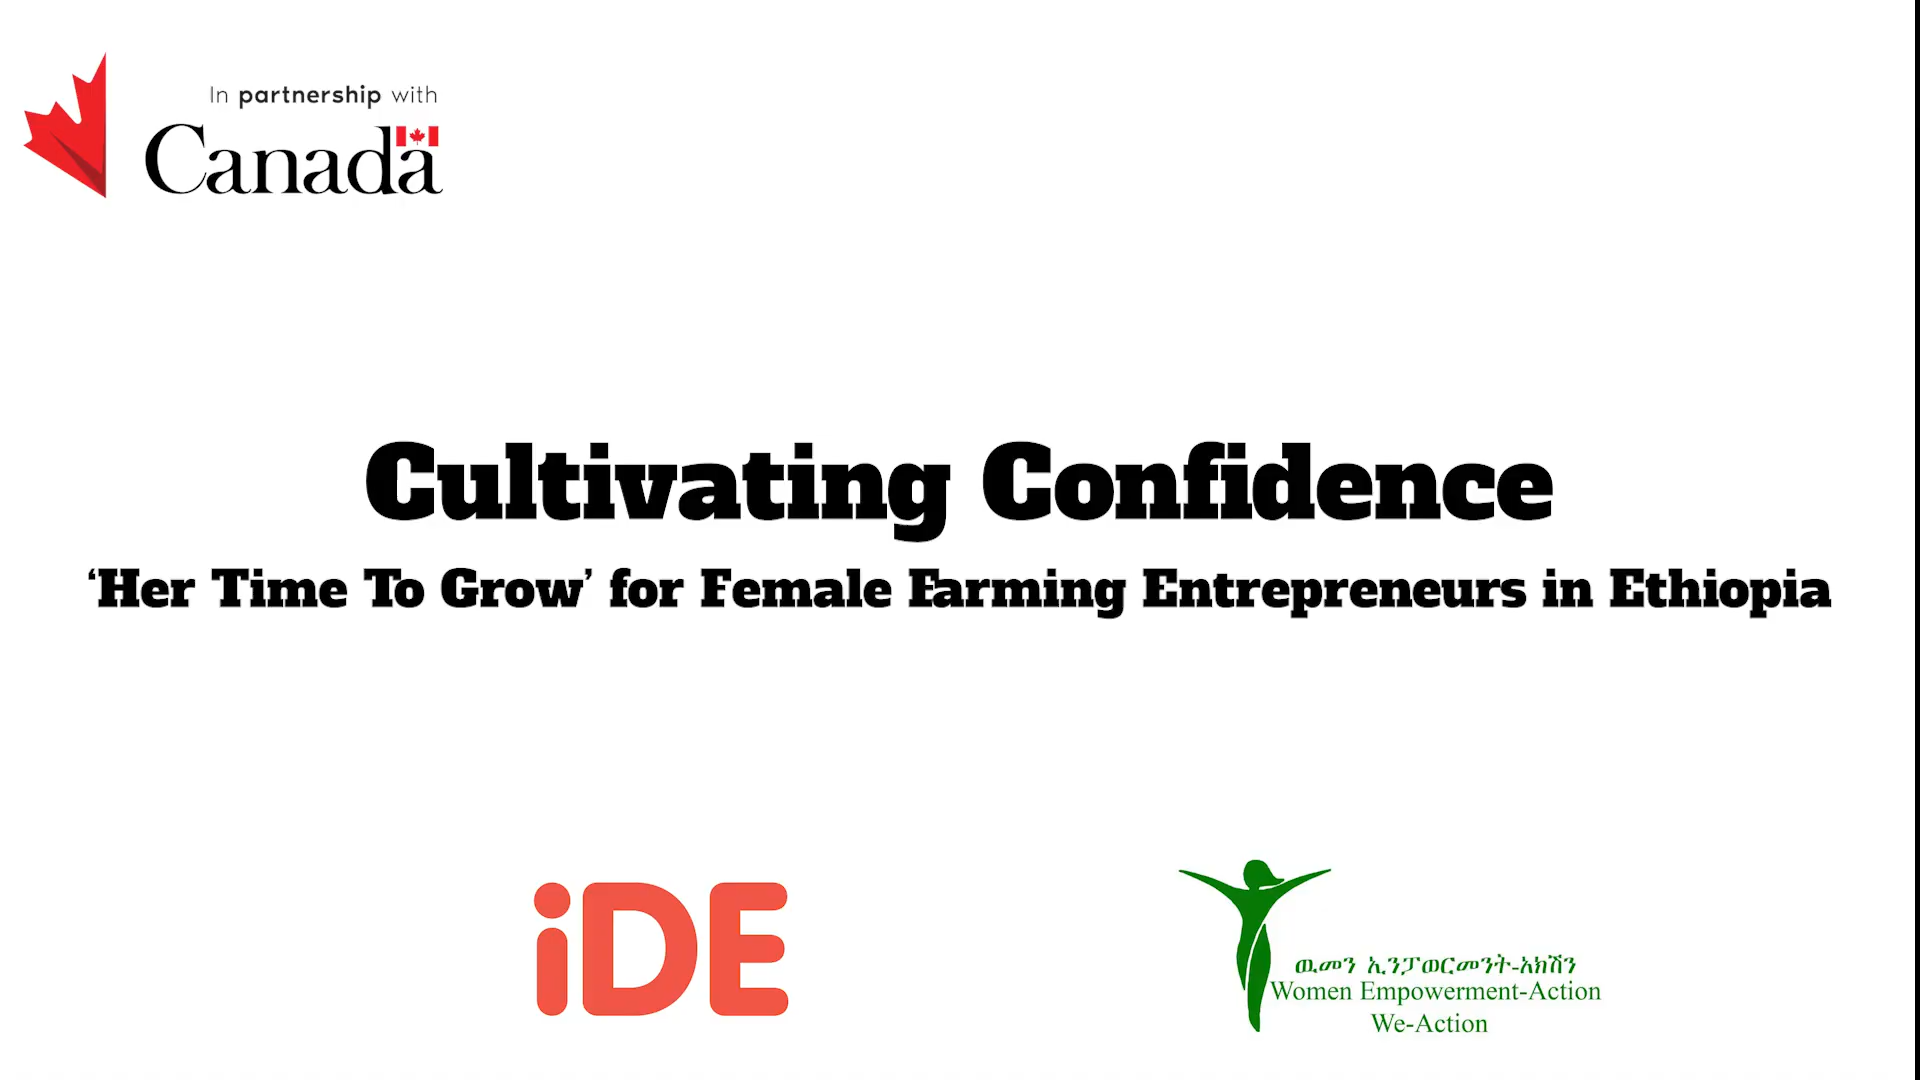 In partnership with
Canada
Cultivating Confidence
‘Her Time To Grow’ for Female Farming Entrepreneurs in Ethiopia
iDE
ዉመን ኢንፓወርመንት-አክሽን
Women Empowerment-Action
We-Action